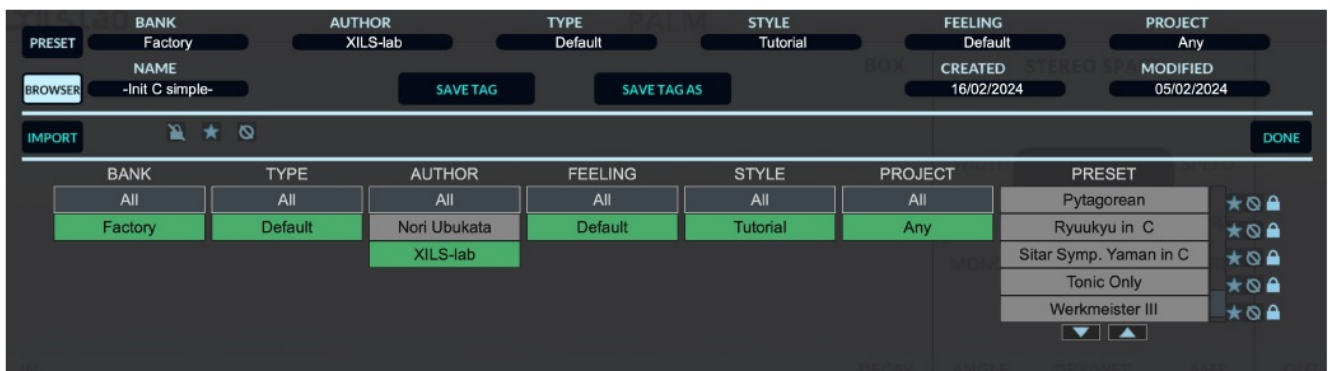 BANK AUTHOR TYPE STYLE FEELING PROJECT
PRESET Factory XILS-lab Default Tutorial Default Any
NAME CREATED MODIFIED
BROWSER -Init C simple- SAVE TAG SAVE TAG AS 16/02/2024 05/02/2024
IMPORT DONE
BANK TYPE AUTHOR FEELING STYLE PROJECT PRESET
All All All All All All Pytagorean
Factory Default Nori Ubukata Default Tutorial Any Ryuukyu in C
XILS-lab Sitar Symp. Yaman in C
Tonic Only
Werkmeister III